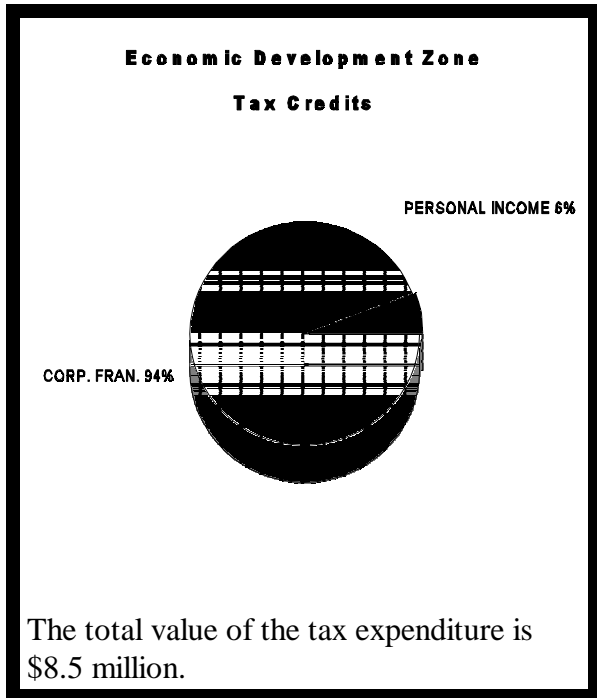 Economic Development Zone
Tax Credits
PERSONAL INCOME 6%
CORP. FRAN. 94%
The total value of the tax expenditure is
$8.5 million.